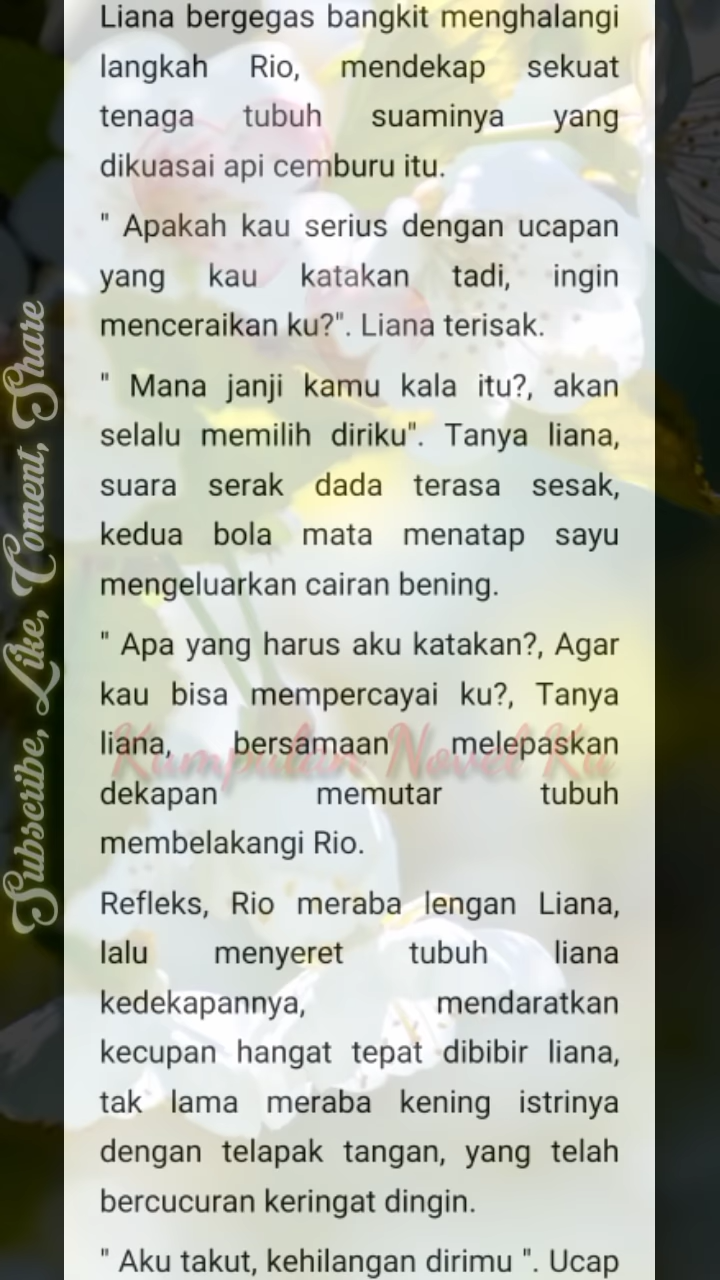 Liana bergegas bangkit menghalangi
langkah Rio, mendekap sekuat
tenaga tubuh suaminya yang
dikuasai api cemburu itu.
" Apakah kau serius dengan ucapan
yang kau katakan tadi, ingin
menceraikan ku?". Liana terisak.
" Mana janji kamu kala itu?, akan
selalu memilih diriku". Tanya liana,
suara serak dada terasa sesak,
kedua bola mata menatap sayu
mengeluarkan cairan bening.
" Apa yang harus aku katakan?, Agar
kau bisa mempercayai ku?, Tanya
liana, bersamaan melepaskan
dekapan memutar tubuh
membelakangi Rio.
Refleks, Rio meraba lengan Liana,
lalu menyeret tubuh liana
kedekapannya, mendaratkan
kecupan hangat tepat dibibir liana,
tak lama meraba kening istrinya
dengan telapak tangan, yang telah
bercucuran keringat dingin.
" Aku takut, kehilangan dirimu ". Ucap
Kumpulan Novel Ku
Subscribe, Like, Coment, Share